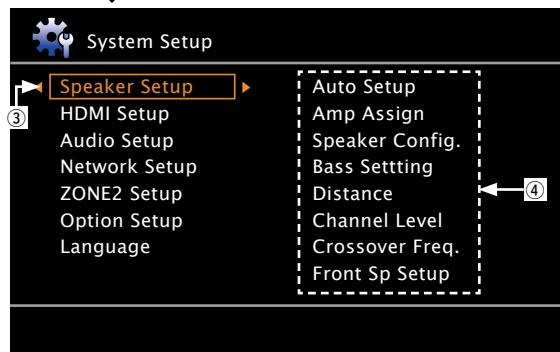 System Setup
Speaker Setup
HDMI Setup
Audio Setup
Network Setup
ZONE2 Setup
Option Setup
Language
Auto Setup
Amp Assign
Speaker Config.
Bass Settting
Distance
Channel Level
Crossover Freq.
Front Sp Setup
③
④